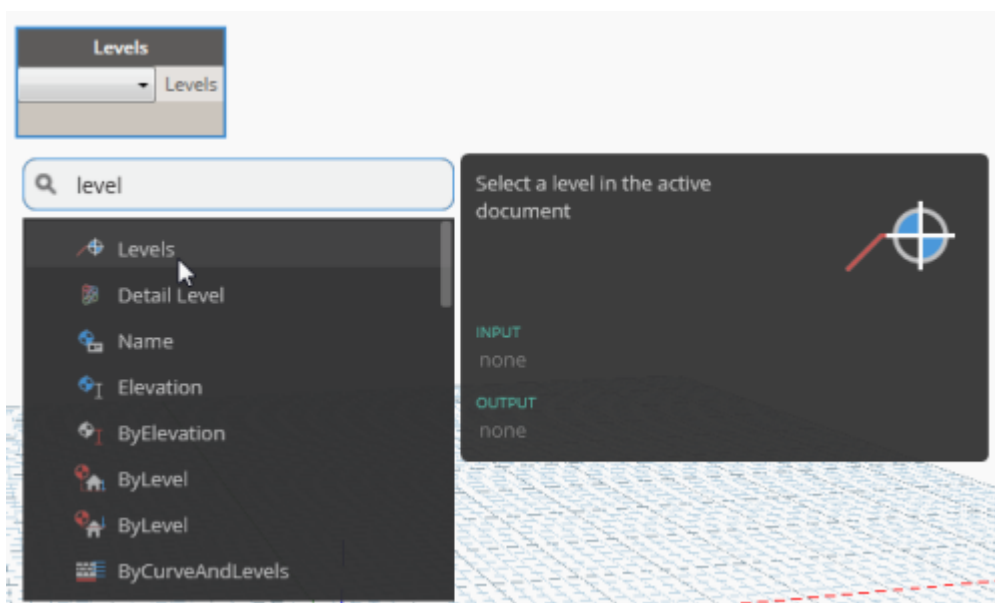 Levels
Levels
level
Levels
Detail Level
Name
Elevation
ByElevation
ByLevel
ByLevel
ByCurveAndLevels
Select a level in the active
document
INPUT
none
OUTPUT
none